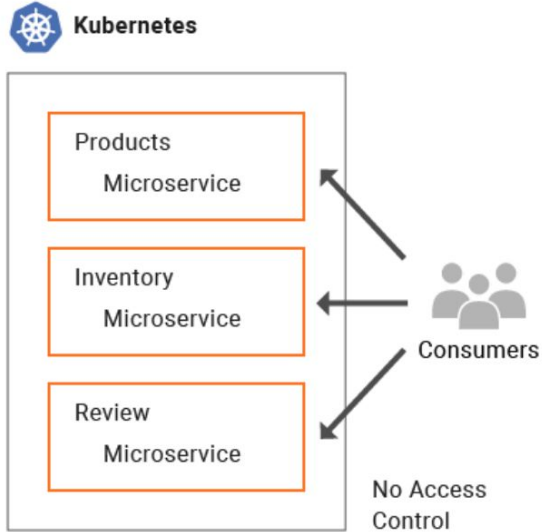 Kubernetes
Products
Microservice
Inventory
Microservice
Review
Microservice
Consumers
No Access
Control